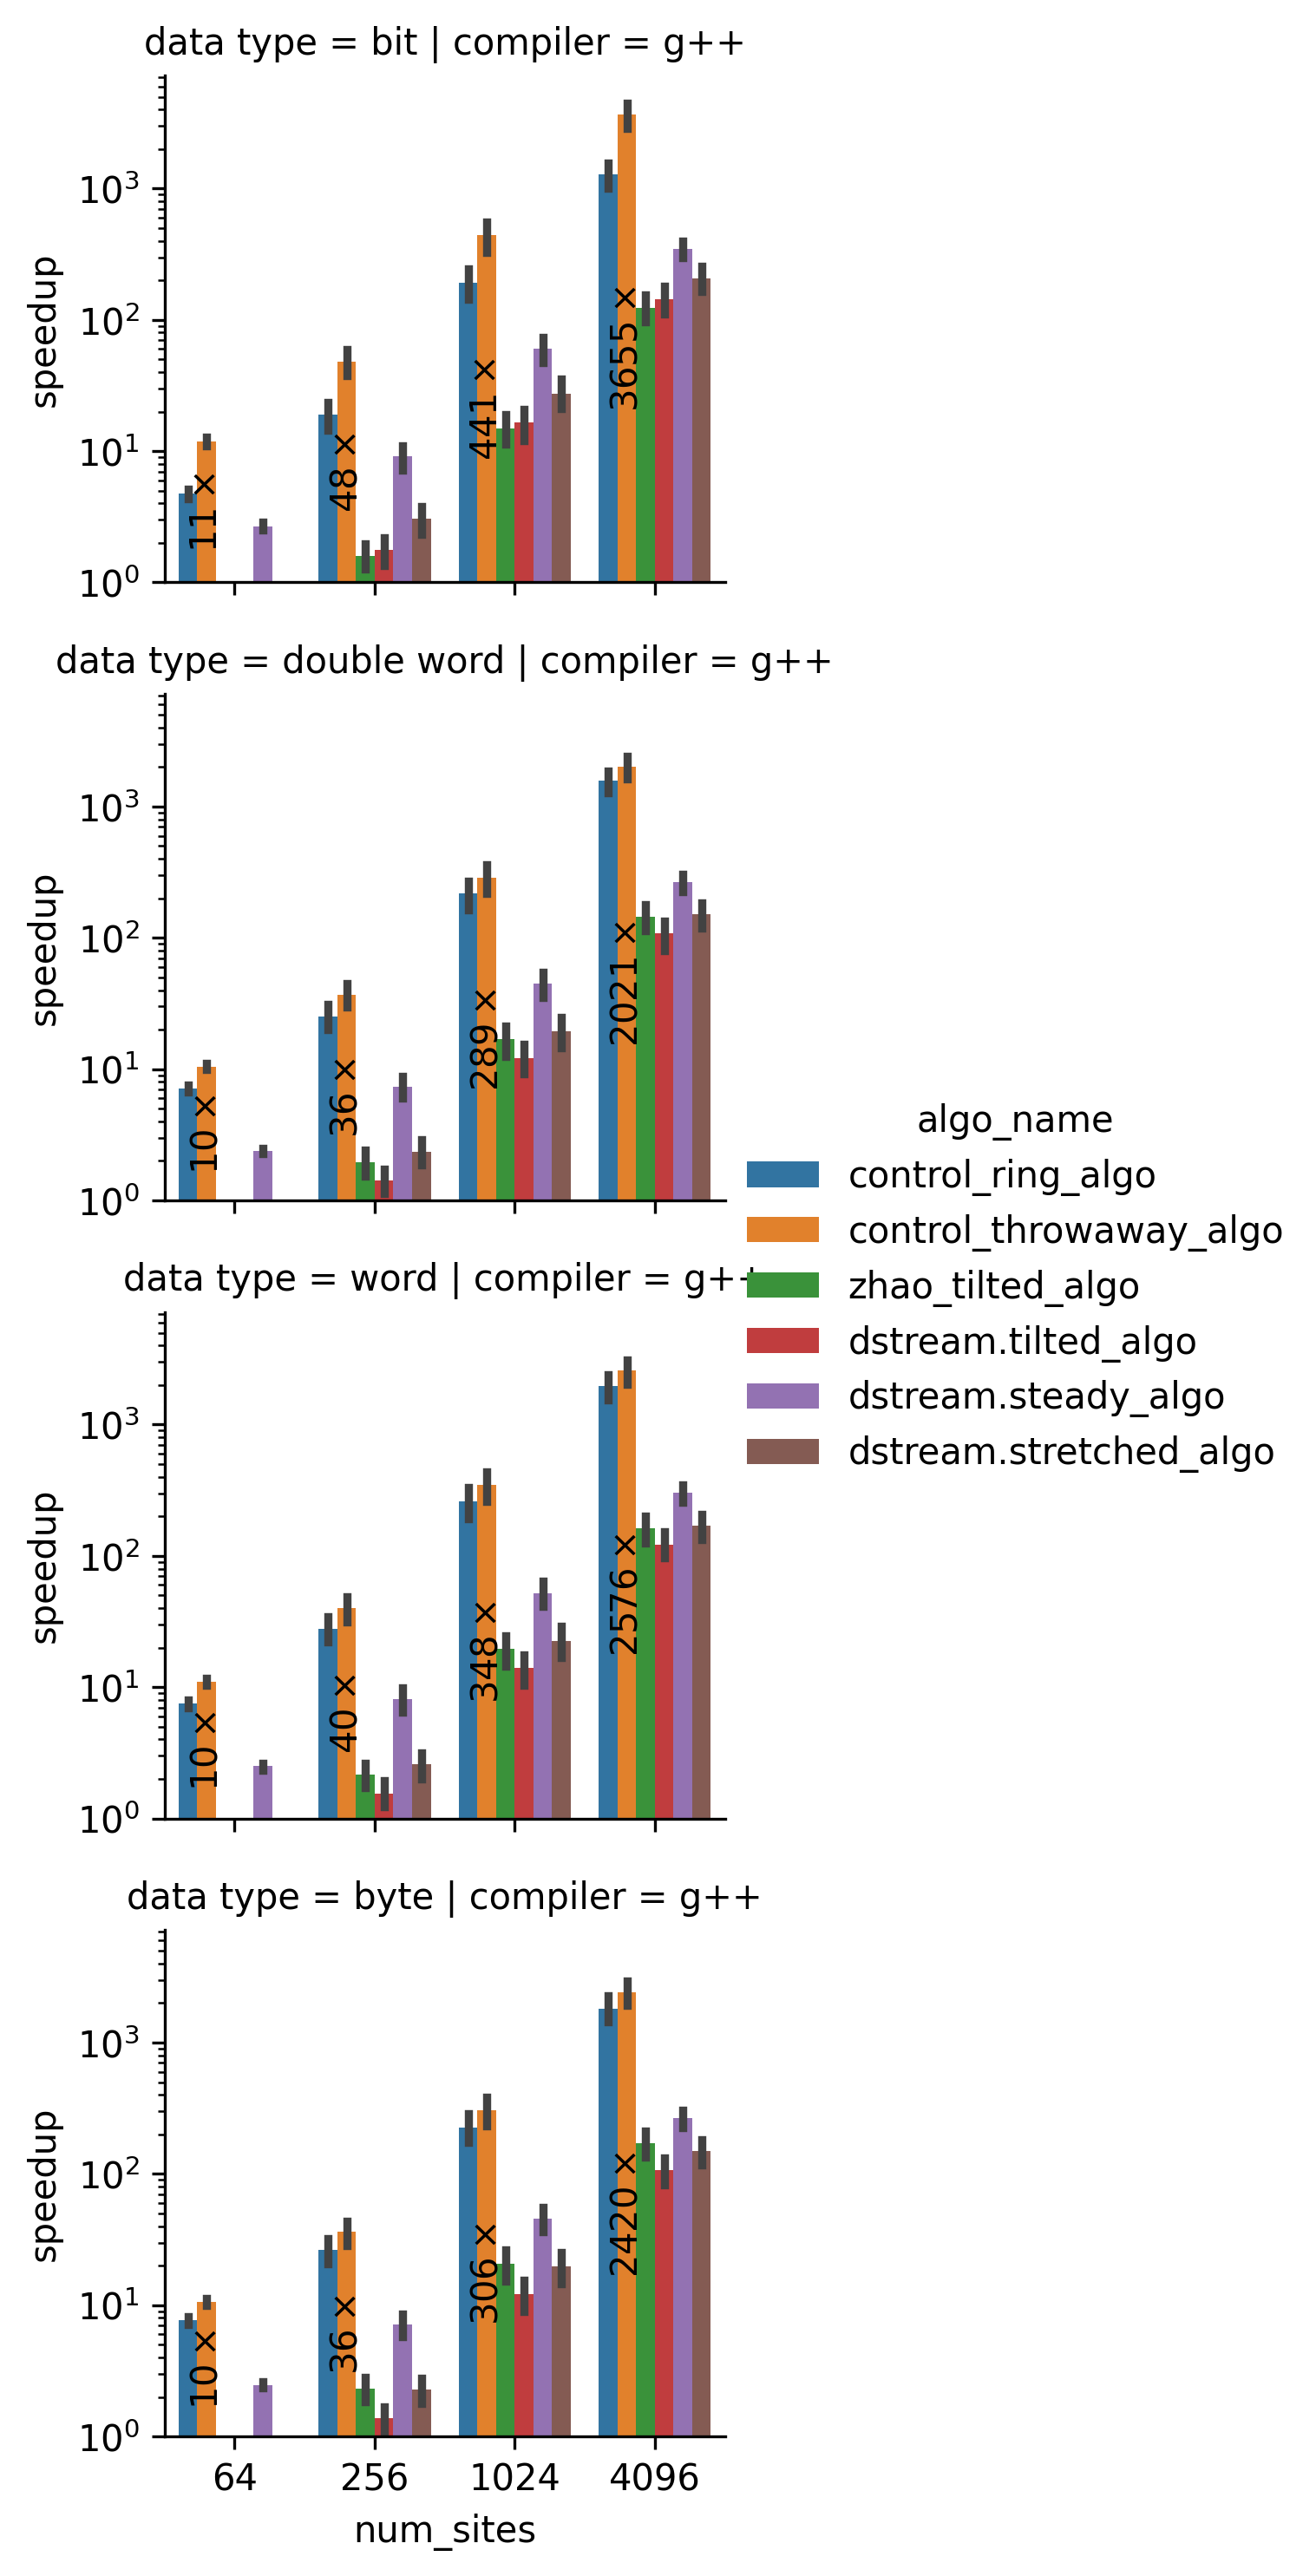 data type = bit | compiler = g++
speedup
10³
10²
10¹
10⁰
11 ×
48 ×
441 ×
3655 ×
data type = double word | compiler = g++
speedup
10³
10²
10¹
10⁰
10 ×
36 ×
289 ×
2021 ×
algo_name
control_ring_algo
control_throwaway_algo
zhao_tilted_algo
dstream.tilted_algo
dstream.steady_algo
dstream.stretched_algo
data type = word | compiler = g++
speedup
10³
10²
10¹
10⁰
10 ×
40 ×
348 ×
2576 ×
data type = byte | compiler = g++
speedup
10³
10²
10¹
10⁰
10 ×
36 ×
306 ×
2420 ×
64 256 1024 4096
num_sites